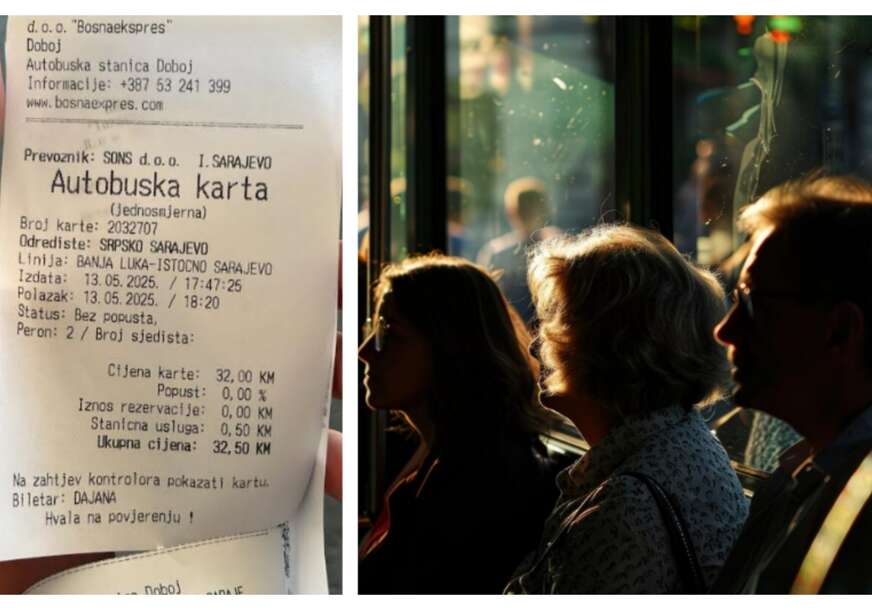 d.o.o. "Bosnaekspres"
Doboj
Autobuska stanica Doboj
Informacije: +387 53 241 399
www.bosnaexpres.com
Prevoznik: SONS d.o.o. I.SARAJEVO
Autobuska karta
(jednosmjerna)
Broj karte: 2032707
Odrediste: SRPSKO SARAJEVO
Linija: BANJA LUKA-ISTOCNO SARAJEVO
Izdata: 13.05.2025. / 17:47:25
Polazak: 13.05.2025. / 18:20
Status: Bez popusta,
Peron: 2 / Broj sjedista:
Cijena karte: 32,00 KM
Popust: 0,00 %
Iznos rezervacije: 0,00 KM
Stanicna usluga: 0,50 KM
Ukupna cijena: 32,50 KM
Na zahtjev kontrolora pokazati kartu.
Biletar: DAJANA
Hvala na povjerenju !
Doboj